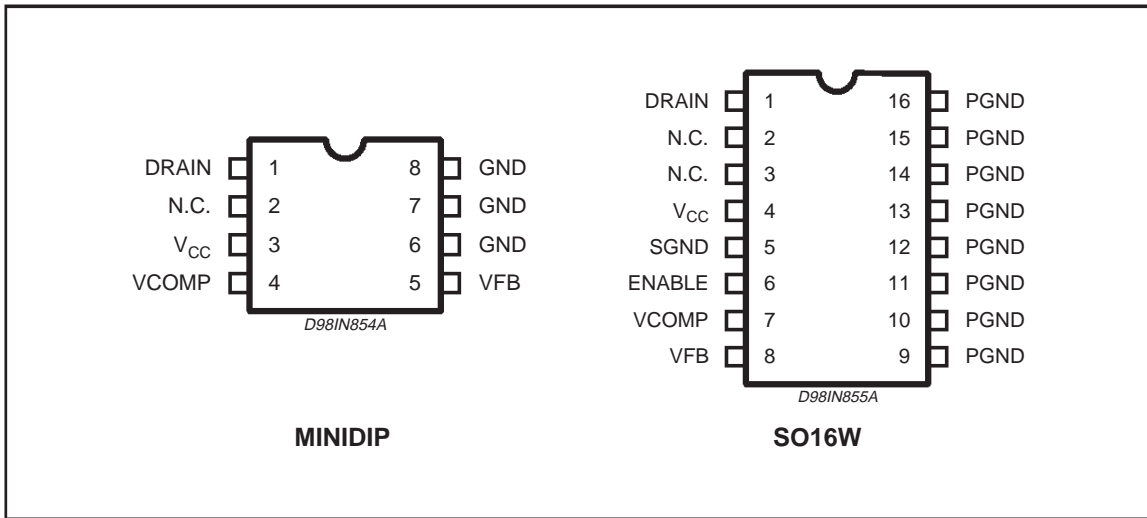 DRAIN 1 8 GND
N.C. 2 7 GND
VCC 3 6 GND
VCOMP 4 5 VFB
D98IN854A
MINIDIP
DRAIN 1 16 PGND
N.C. 2 15 PGND
N.C. 3 14 PGND
VCC 4 13 PGND
SGND 5 12 PGND
ENABLE 6 11 PGND
VCOMP 7 10 PGND
VFB 8 9 PGND
D98IN855A
SO16W